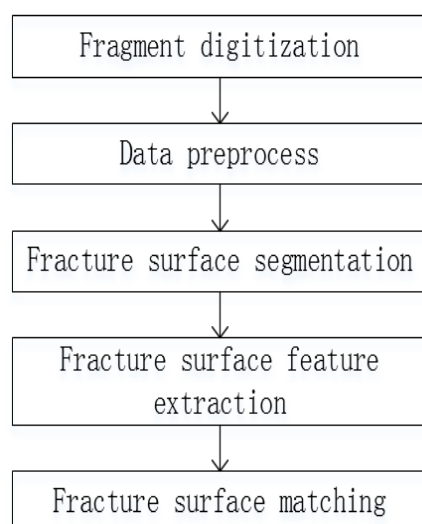 Fragment digitization
Data preprocess
Fracture surface segmentation
Fracture surface feature
extraction
Fracture surface matching